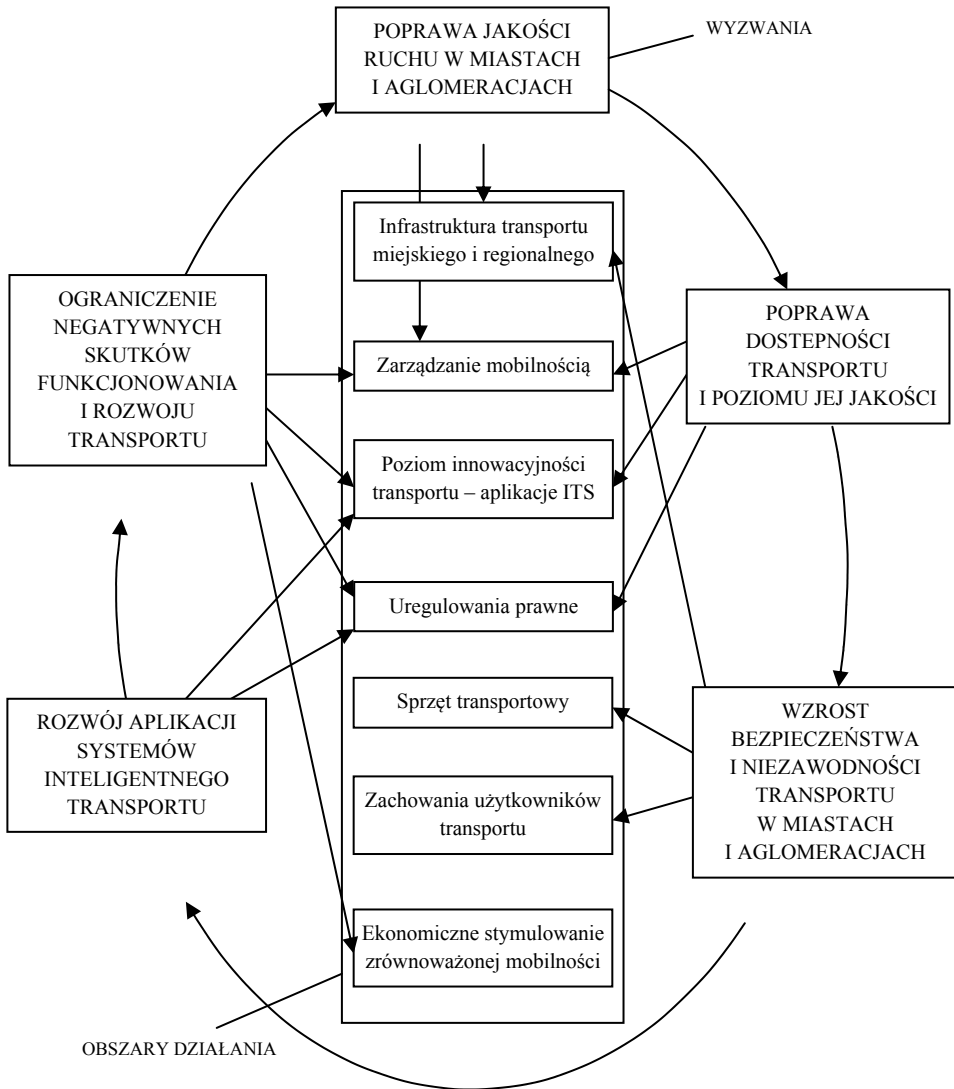 POPRAWA JAKOŚCI
RUCHU W MIASTACH
I AGLOMERACJACH
WYZWANIA
Infrastruktura transportu
miejskiego i regionalnego
OGRANICZENIE
NEGATYWNYCH
SKUTKÓW
FUNKCJONOWANIA
I ROZWOJU
TRANSPORTU
POPRAWA
DOSTEPNOŚCI
TRANSPORTU
I POZIOMU JEJ JAKOŚCI
Zarządzanie mobilnością
Poziom innowacyjności
transportu – aplikacje ITS
Uregulowania prawne
ROZWÓJ APLIKACJI
SYSTEMÓW
INTELIGENTNEGO
TRANSPORTU
Sprzęt transportowy
WZROST
BEZPIECZEŃSTWA
I NIEZAWODNOŚCI
TRANSPORTU
W MIASTACH
I AGLOMERACJACH
Zachowania użytkowników
transportu
Ekonomiczne stymulowanie
zrównoważonej mobilności
OBSZARY DZIAŁANIA